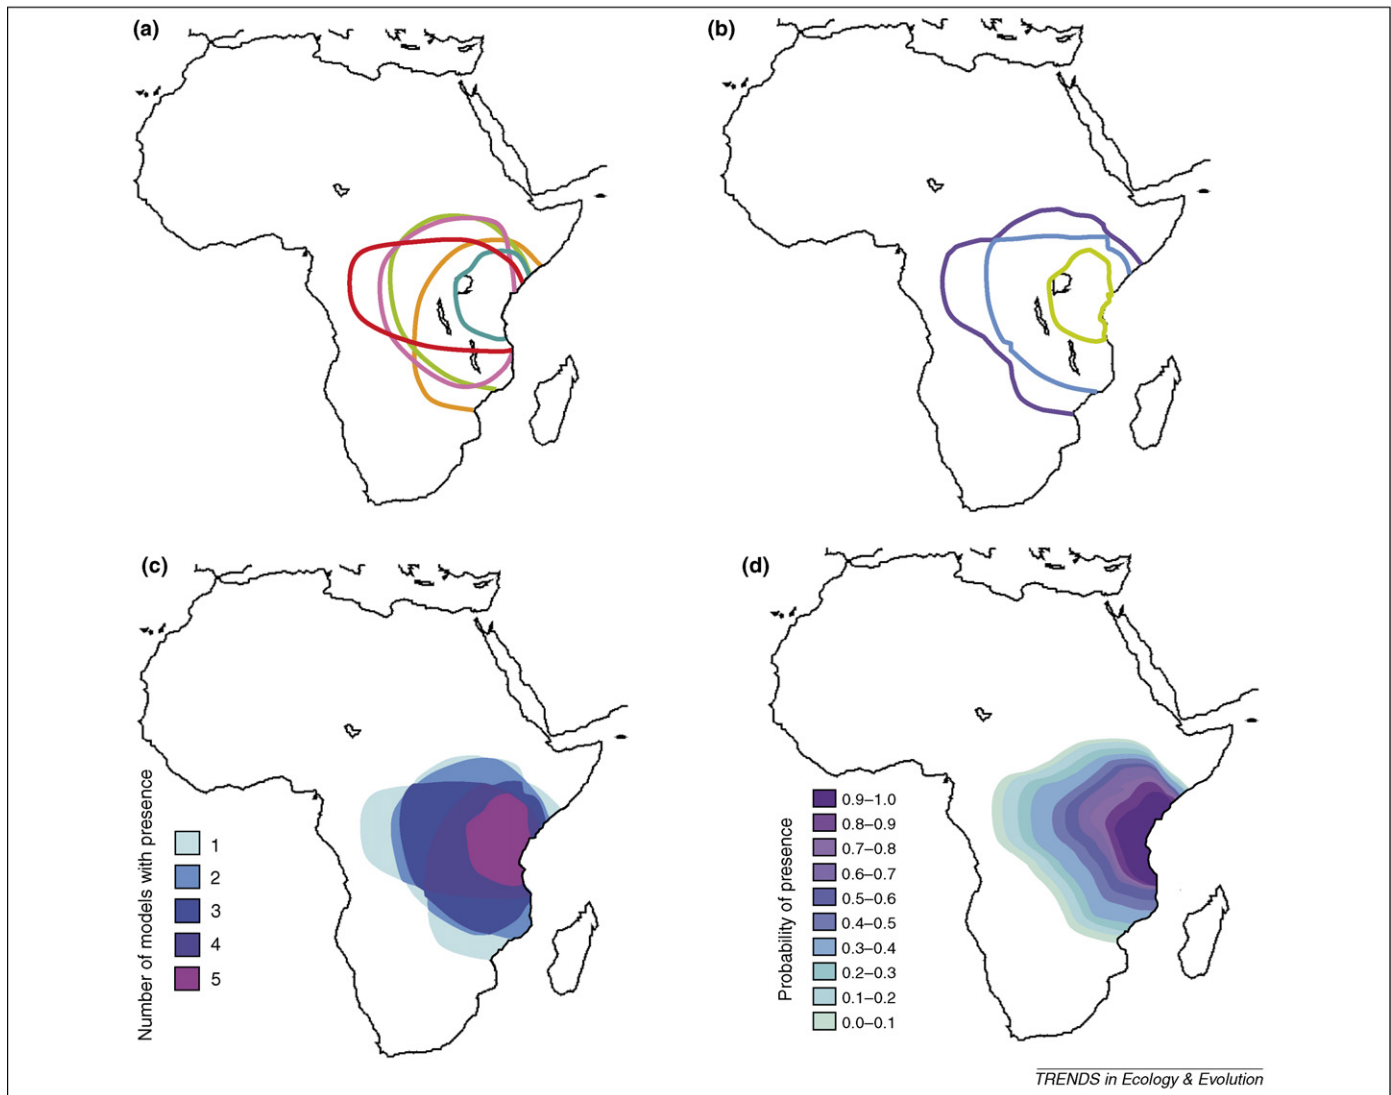 (a)
(b)
(c)
(d)
Number of models with presence
1
2
3
4
5
Probability of presence
0.9–1.0
0.8–0.9
0.7–0.8
0.6–0.7
0.5–0.6
0.4–0.5
0.3–0.4
0.2–0.3
0.1–0.2
0.0–0.1
TRENDS in Ecology & Evolution